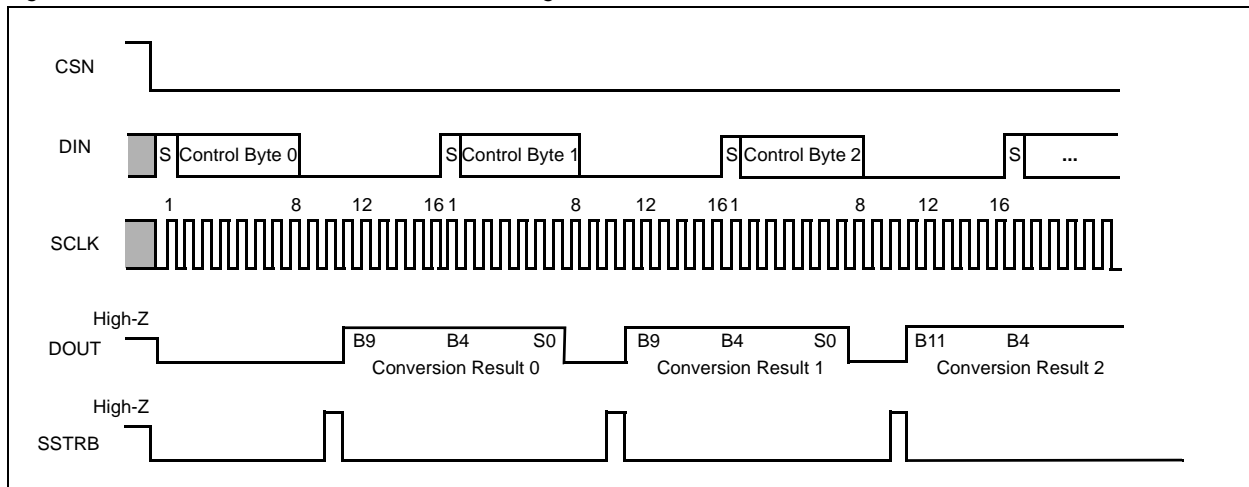 CSN
DIN
S Control Byte 0 S Control Byte 1 S Control Byte 2 S ...
1 8 12 16 1 8 12 16 1 8 12 16
SCLK
High-Z
DOUT
B9 B4 S0 B9 B4 S0 B11 B4
Conversion Result 0 Conversion Result 1 Conversion Result 2
High-Z
SSTRB